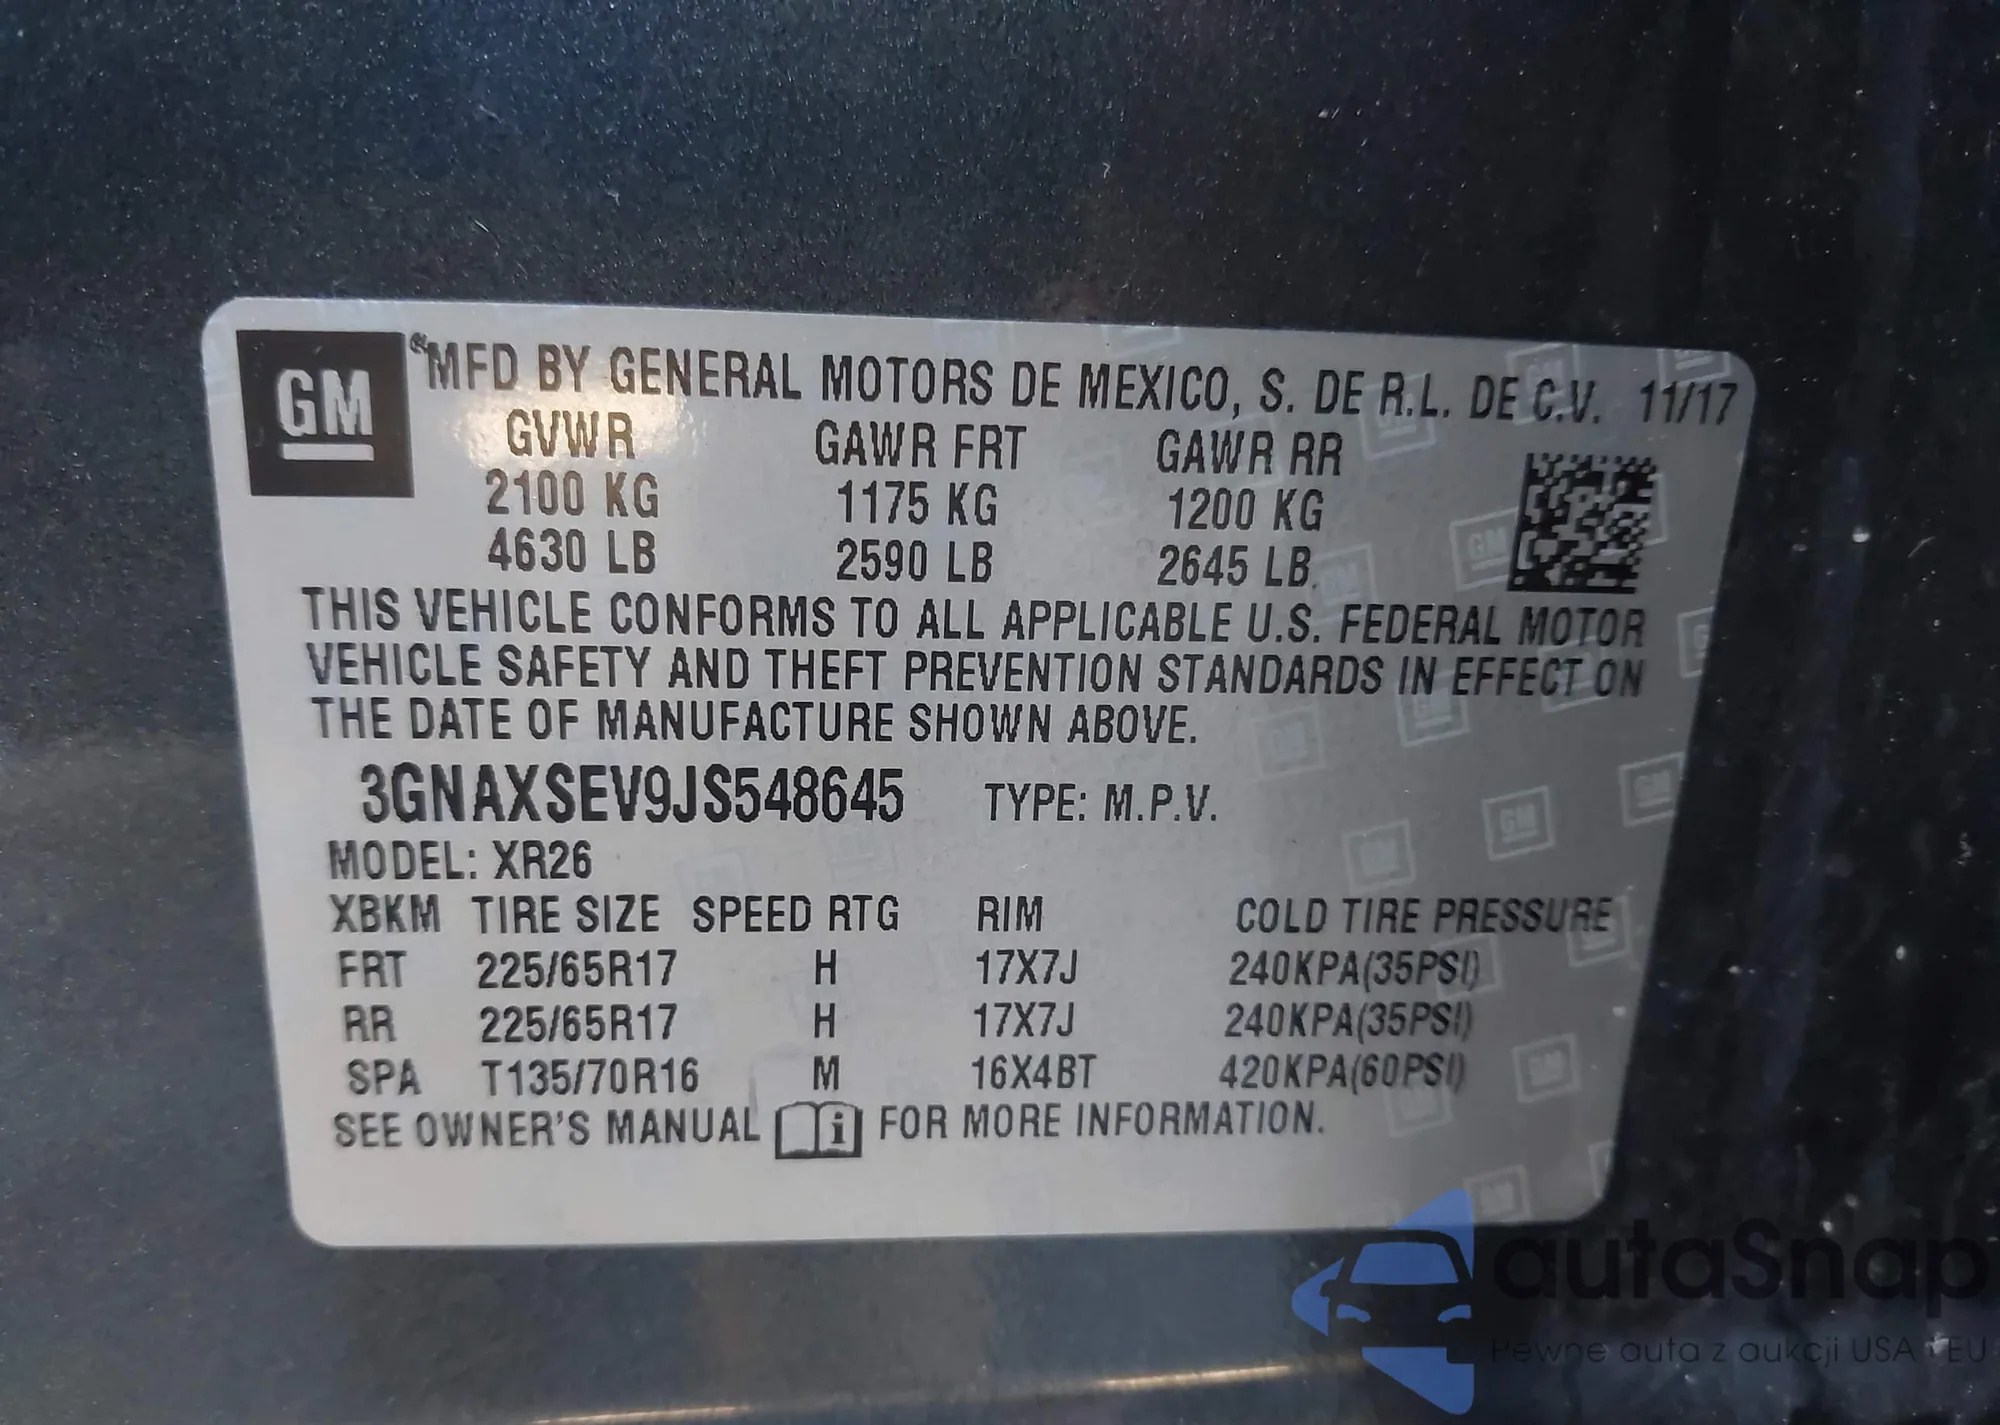 GM
®MFD BY GENERAL MOTORS DE MEXICO, S. DE R.L. DE C.V. 11/17
GVWR GAWR FRT GAWR RR
2100 KG 1175 KG 1200 KG
4630 LB 2590 LB 2645 LB
THIS VEHICLE CONFORMS TO ALL APPLICABLE U.S. FEDERAL MOTOR
VEHICLE SAFETY AND THEFT PREVENTION STANDARDS IN EFFECT ON
THE DATE OF MANUFACTURE SHOWN ABOVE.
3GNAXSEV9JS548645 TYPE: M.P.V.
MODEL: XR26
XBKM TIRE SIZE SPEED RTG RIM COLD TIRE PRESSURE
FRT 225/65R17 H 17X7J 240KPA(35PSI)
RR 225/65R17 H 17X7J 240KPA(35PSI)
SPA T135/70R16 M 16X4BT 420KPA(60PSI)
SEE OWNER'S MANUAL i FOR MORE INFORMATION.
autaSnap
Pewne auta z aukcji USA i EU